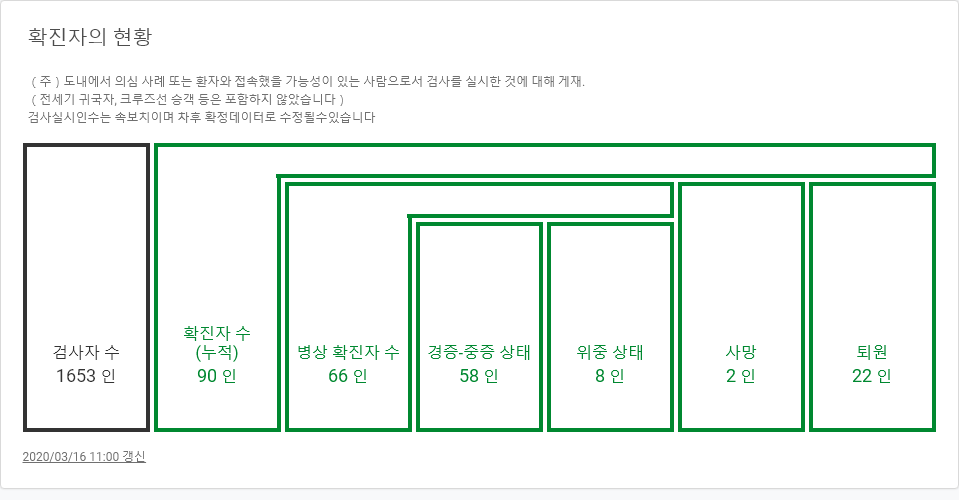 확진자의 현황
( 주 ) 도내에서 의심 사례 또는 환자와 접속했을 가능성이 있는 사람으로서 검사를 실시한 것에 대해 게재.
( 전세기 귀국자, 크루즈선 승객 등은 포함하지 않았습니다 )
검사실시인수는 속보치이며 차후 확정데이터로 수정될수있습니다
검사자 수
1653 인
확진자 수
(누적)
90 인
병상 확진자 수
66 인
경증-중증 상태
58 인
위중 상태
8 인
사망
2 인
퇴원
22 인
2020/03/16 11:00 갱신